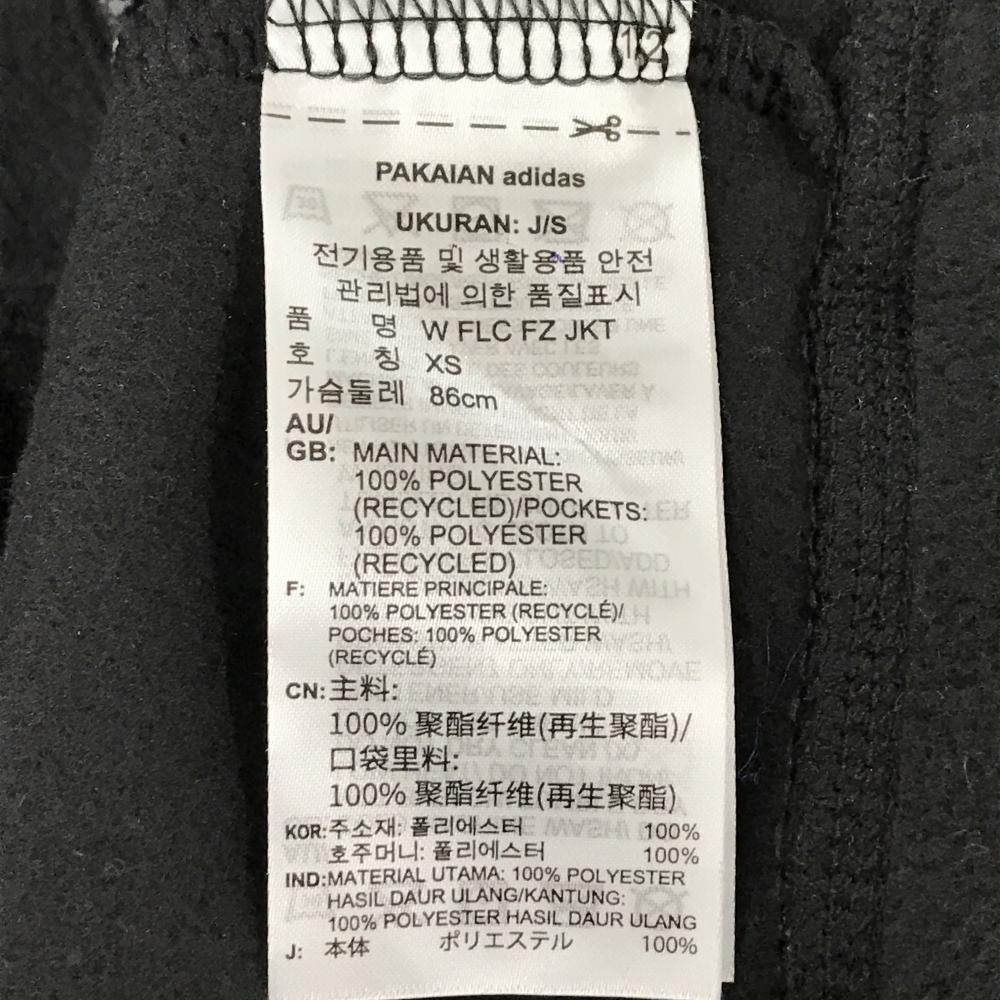 12
PAKAIAN adidas
UKURAN: J/S
전기용품 및 생활용품 안전
관리법에 의한 품질표시
품 명 W FLC FZ JKT
호 칭 XS
가슴둘레 86cm
AU/
GB: MAIN MATERIAL:
100% POLYESTER
(RECYCLED)/POCKETS:
100% POLYESTER
(RECYCLED)
F: MATIERE PRINCIPALE:
100% POLYESTER (RECYCLÉ)/
POCHES: 100% POLYESTER
(RECYCLÉ)
CN: 主料:
100% 聚酯纤维(再生聚酯)/
口袋里料:
100% 聚酯纤维(再生聚酯)
KOR: 주소재: 폴리에스터 100%
호주머니: 폴리에스터 100%
IND: MATERIAL UTAMA: 100% POLYESTER
HASIL DAUR ULANG/KANTUNG:
100% POLYESTER HASIL DAUR ULANG
J: 本体 ポリエステル 100%